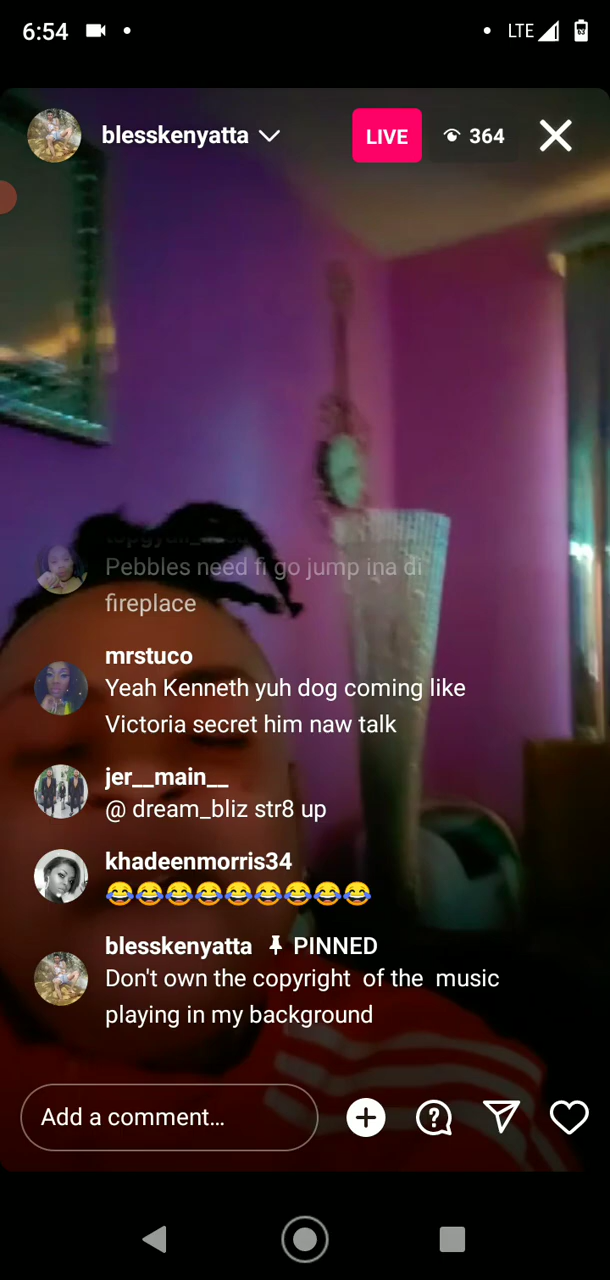 6:54
LTE
63
blesskenyatta
LIVE
364
Pebbles need fi go jump ina di
fireplace
mrstuco
Yeah Kenneth yuh dog coming like
Victoria secret him naw talk
jer__main__
@ dream_bliz str8 up
khadeenmorris34
😂😂😂😂😂😂😂😂😂
blesskenyatta PINNED
Don't own the copyright of the music
playing in my background
Add a comment...